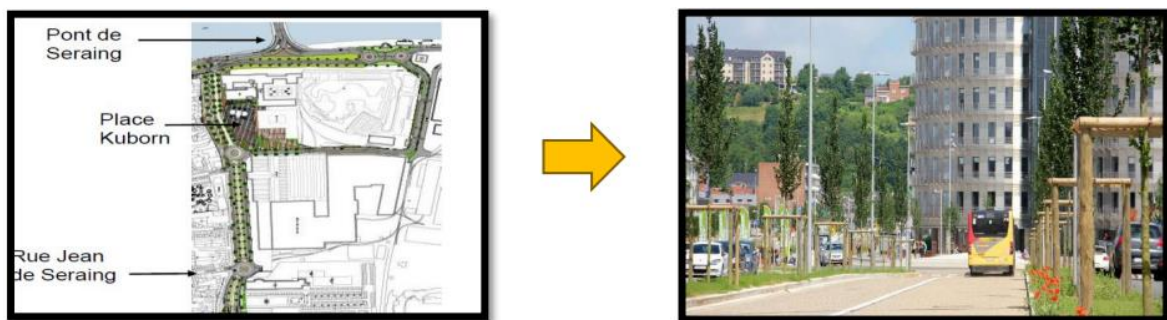 Pont de
Seraing
Place
Kuborn
Rue Jean
de Seraing